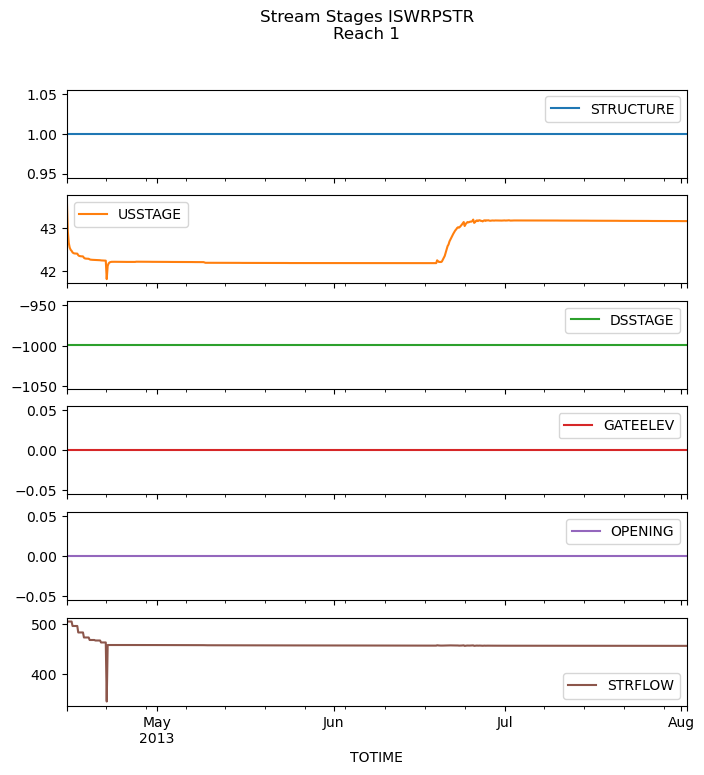 Stream Stages ISWRPSTR
Reach 1
1.05
STRUCTURE
1.00
0.95
USSTAGE
43
42
−950
DSSTAGE
−1000
−1050
0.05
GATEELEV
0.00
−0.05
0.05
OPENING
0.00
−0.05
500
400
STRFLOW
May
2013
Jun
Jul
Aug
TOTIME